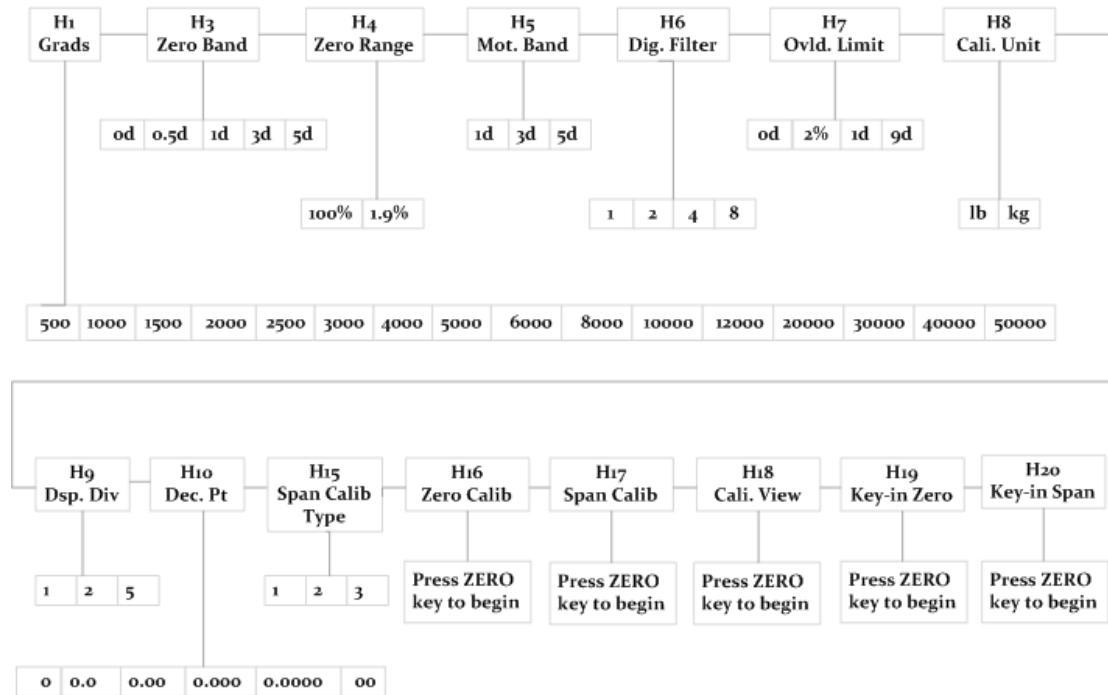 H1 Grads
H3 Zero Band
H4 Zero Range
H5 Mot. Band
H6 Dig. Filter
H7 Ovld. Limit
H8 Cali. Unit
0d 0.5d 1d 3d 5d
1d 3d 5d
0d 2% 1d 9d
100% 1.9%
1 2 4 8
lb kg
500 1000 1500 2000 2500 3000 4000 5000 6000 8000 10000 12000 20000 30000 40000 50000
H9 Dsp. Div
H10 Dec. Pt
H15 Span Calib Type
H16 Zero Calib
H17 Span Calib
H18 Cali. View
H19 Key-in Zero
H20 Key-in Span
1 2 5
1 2 3
Press ZERO key to begin
Press ZERO key to begin
Press ZERO key to begin
Press ZERO key to begin
Press ZERO key to begin
0 0.0 0.00 0.000 0.0000 00